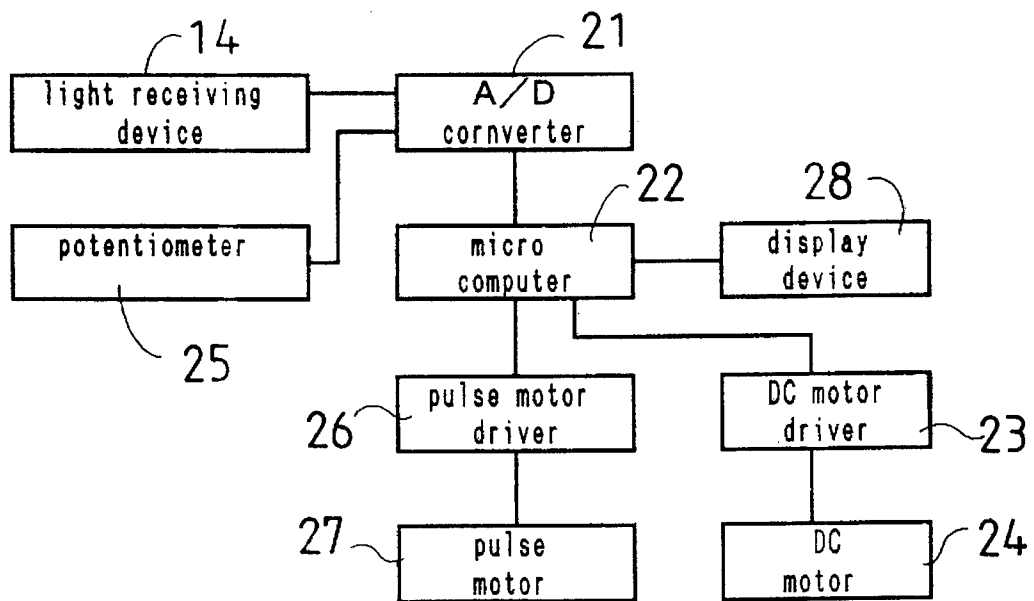 14
light receiving
device
21
A/D
cornverter
potentiometer
25
22
micro
computer
28
display
device
26
pulse motor
driver
DC motor
driver
23
27
pulse
motor
DC
motor
24